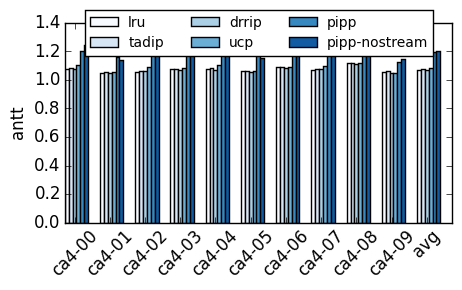 lru drrip pipp
tadip ucp pipp-nostream
1.4
1.2
1.0
0.8
0.6
0.4
0.2
0.0
antt
ca4-00 ca4-01 ca4-02 ca4-03 ca4-04 ca4-05 ca4-06 ca4-07 ca4-08 ca4-09 avg